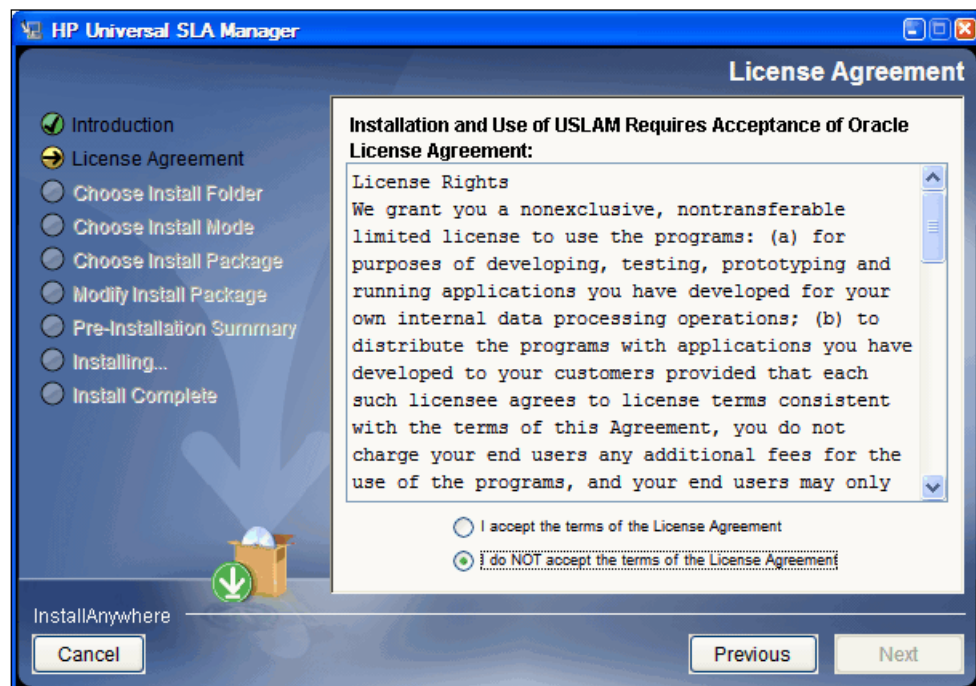 HP Universal SLA Manager
License Agreement
Introduction
License Agreement
Choose Install Folder
Choose Install Mode
Choose Install Package
Modify Install Package
Pre-Installation Summary
Installing...
Install Complete
Installation and Use of USLAM Requires Acceptance of Oracle
License Agreement:
License Rights
We grant you a nonexclusive, nontransferable
limited license to use the programs: (a) for
purposes of developing, testing, prototyping and
running applications you have developed for your
own internal data processing operations; (b) to
distribute the programs with applications you have
developed to your customers provided that each
such licensee agrees to license terms consistent
with the terms of this Agreement, you do not
charge your end users any additional fees for the
use of the programs, and your end users may only
I accept the terms of the License Agreement
I do NOT accept the terms of the License Agreement
InstallAnywhere
Cancel
Previous
Next